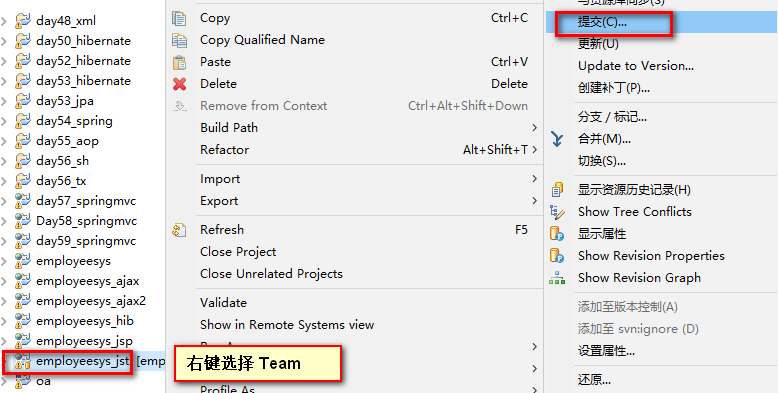 day48_xml
day50_hibernate
day52_hibernate
day53_hibernate
day53_jpa
day54_spring
day55_aop
day56_sh
day56_tx
day57_springmvc
Day58_springmvc
day59_springmvc
employeesys
employeesys_ajax
employeesys_ajax2
employeesys_hib
employeesys_jsp
employeesys_jst [emp
oa
Copy Ctrl+C
Copy Qualified Name
Paste Ctrl+V
Delete Delete
Remove from Context Ctrl+Alt+Shift+Down
Build Path
Refactor Alt+Shift+T
Import
Export
Refresh F5
Close Project
Close Unrelated Projects
Validate
Show in Remote Systems view
右键选择 Team
Profile As
与资源库同步(S)
提交(C)...
更新(U)
Update to Version...
创建补丁(P)...
分支 / 标记...
合并(M)...
切换(S)...
显示资源历史记录(H)
Show Tree Conflicts
显示属性
Show Revision Properties
Show Revision Graph
添加至版本控制(A)
添加至 svn:ignore (D)
设置属性...
还原...